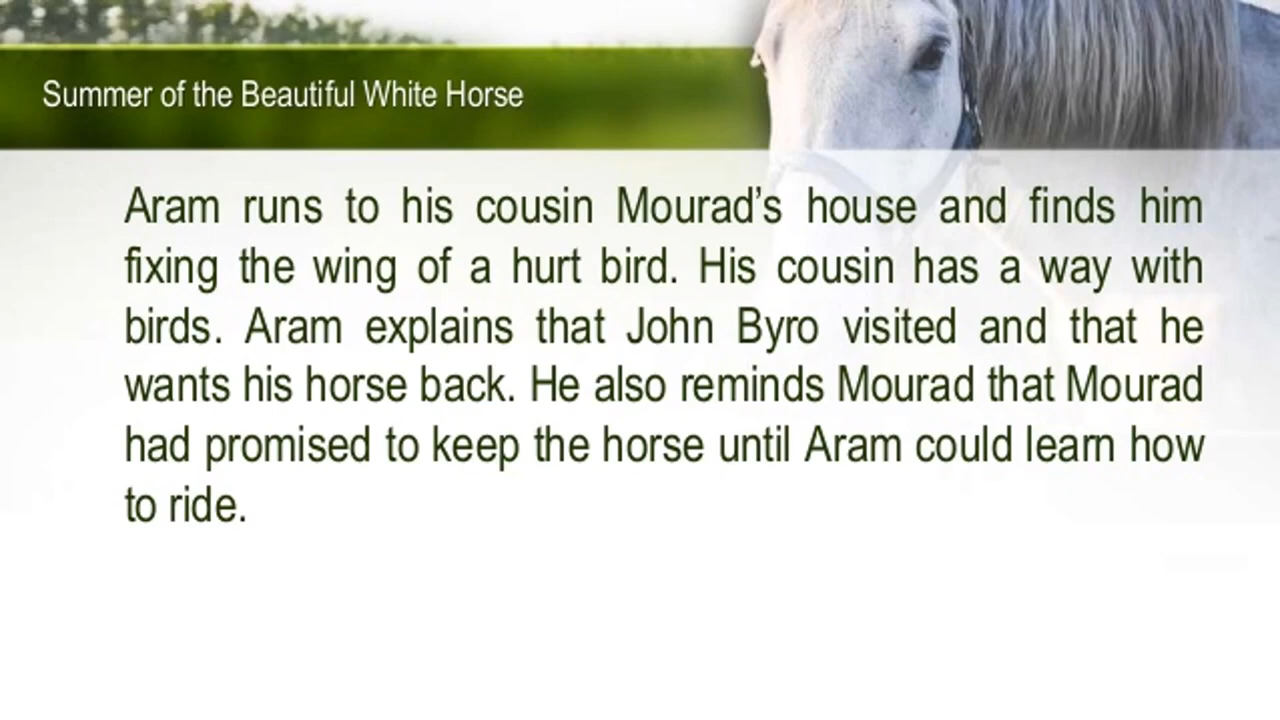 Summer of the Beautiful White Horse
Aram runs to his cousin Mourad’s house and finds him
fixing the wing of a hurt bird. His cousin has a way with
birds. Aram explains that John Byro visited and that he
wants his horse back. He also reminds Mourad that Mourad
had promised to keep the horse until Aram could learn how
to ride.